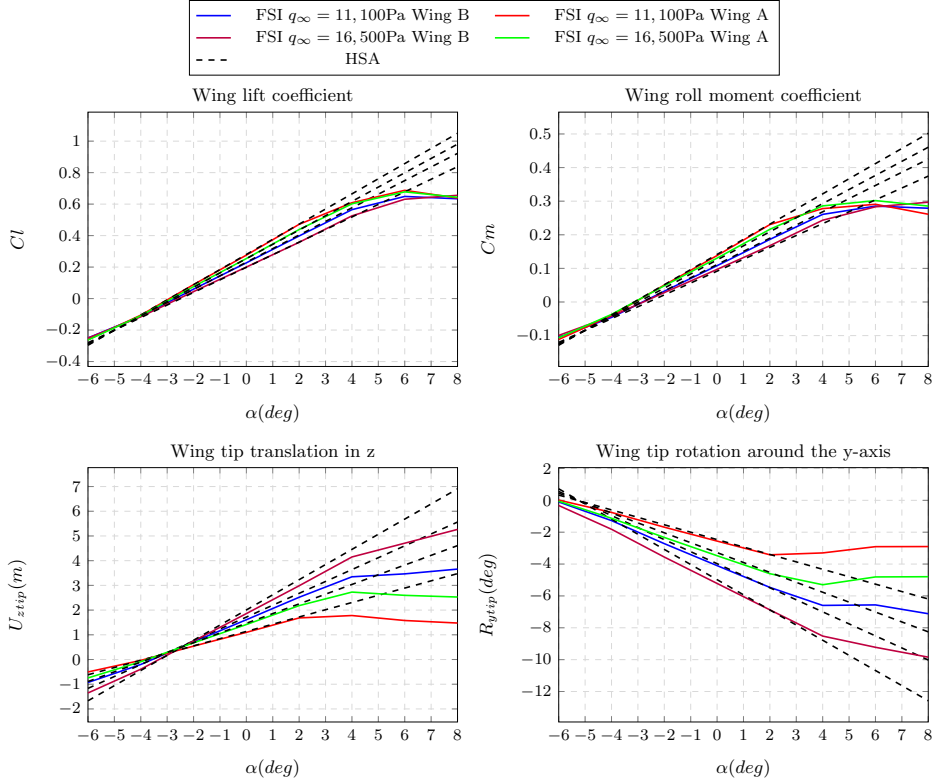 FSI q∞ = 11, 100Pa Wing B FSI q∞ = 11, 100Pa Wing A
FSI q∞ = 16, 500Pa Wing B FSI q∞ = 16, 500Pa Wing A
HSA
Wing lift coefficient
1
0.8
0.6
0.4
0.2
0
−0.2
−0.4
Cl
−6 −5 −4 −3 −2 −1 0 1 2 3 4 5 6 7 8
α(deg)
Wing roll moment coefficient
0.5
0.4
0.3
0.2
0.1
0
−0.1
Cm
−6 −5 −4 −3 −2 −1 0 1 2 3 4 5 6 7 8
α(deg)
Wing tip translation in z
7
6
5
4
3
2
1
0
−1
−2
Uztip(m)
−6 −5 −4 −3 −2 −1 0 1 2 3 4 5 6 7 8
α(deg)
Wing tip rotation around the y-axis
2
0
−2
−4
−6
−8
−10
−12
Rytip(deg)
−6 −5 −4 −3 −2 −1 0 1 2 3 4 5 6 7 8
α(deg)